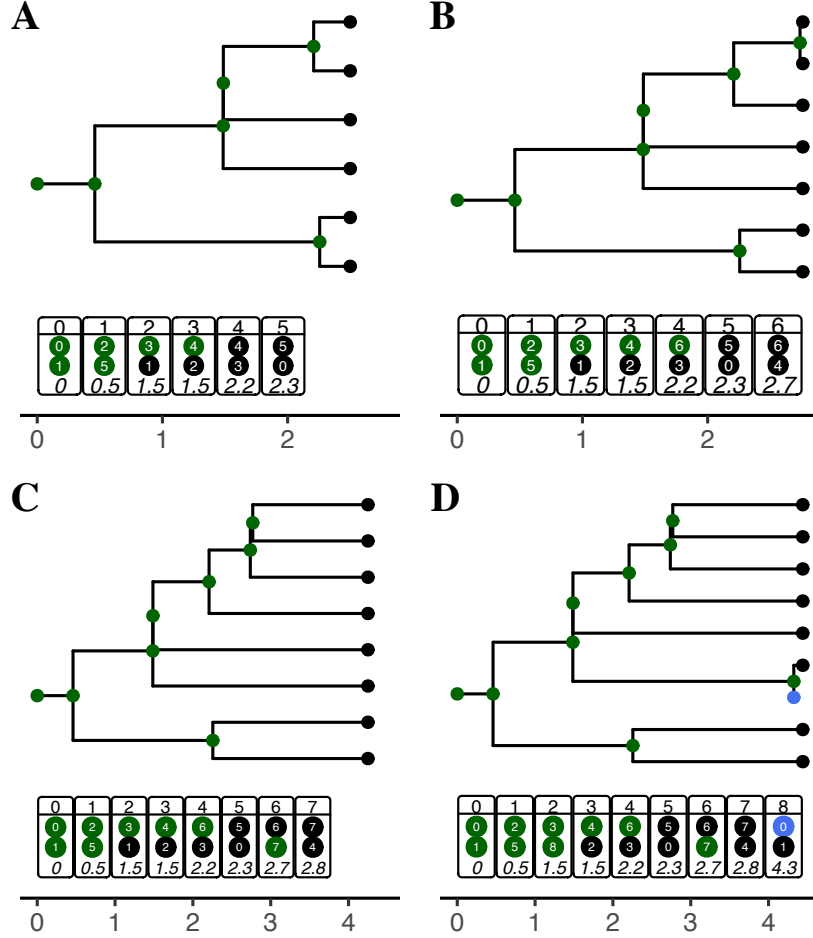 A B
0 1 2 3 4 5
0 2 3 4 4 5
1 5 1 2 3 0
0 0.5 1.5 1.5 2.2 2.3
0 1 2
0 1 2 3 4 5 6
0 2 3 4 6 5 6
1 5 1 2 3 0 4
0 0.5 1.5 1.5 2.2 2.3 2.7
0 1 2
C D
0 1 2 3 4 5 6 7
0 2 3 4 6 5 6 7
1 5 1 2 3 0 7 4
0 0.5 1.5 1.5 2.2 2.3 2.7 2.8
0 1 2 3 4
0 1 2 3 4 5 6 7 8
0 2 3 4 6 5 6 7 0
1 5 8 2 3 0 7 4 1
0 0.5 1.5 1.5 2.2 2.3 2.7 2.8 4.3
0 1 2 3 4